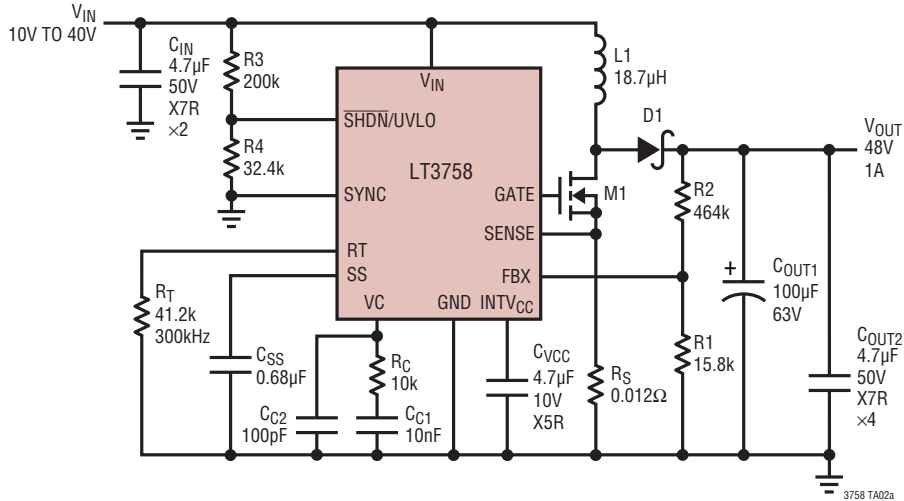 VIN
10V TO 40V
CIN
4.7µF
50V
X7R
×2
R3
200k
R4
32.4k
VIN
SHDN/UVLO
LT3758
SYNC
GATE
SENSE
RT
SS
FBX
VC
GND
INTVCC
L1
18.7µH
D1
M1
VOUT
48V
1A
R2
464k
COUT1
+
100µF
63V
COUT2
4.7µF
50V
X7R
×4
R1
15.8k
RT
41.2k
300kHz
CSS
0.68µF
CC2
100pF
RC
10k
CC1
10nF
CVCC
4.7µF
10V
X5R
RS
0.012Ω
3758 TA02a